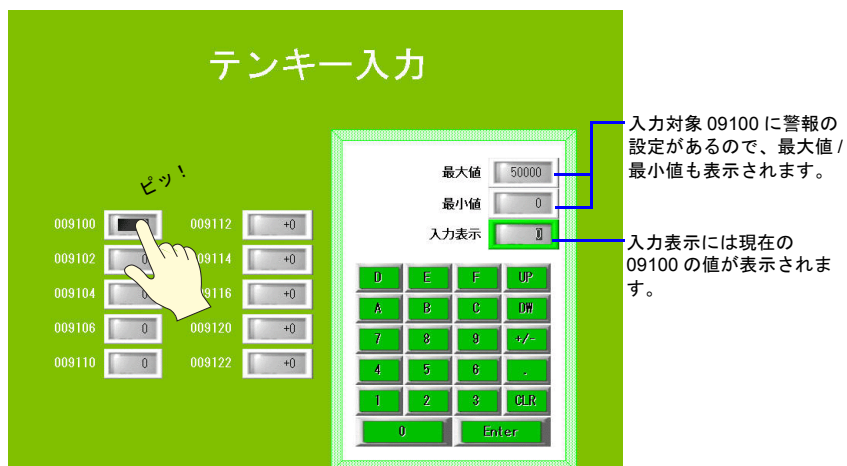 テンキー入力
ピッ！
009100
009112 +0
009102 0
09114 +0
009104 0
9116 +0
009106 0
009120 +0
009110 0
009122 +0
最大値 50000
最小値 0
入力表示 0
D E F UP
A B C DW
7 8 9 +/-
4 5 6 .
1 2 3 CLR
0 Enter
入力対象 09100 に警報の
設定があるので、最大値 /
最小値も表示されます。
入力表示には現在の
09100 の値が表示されま
す。